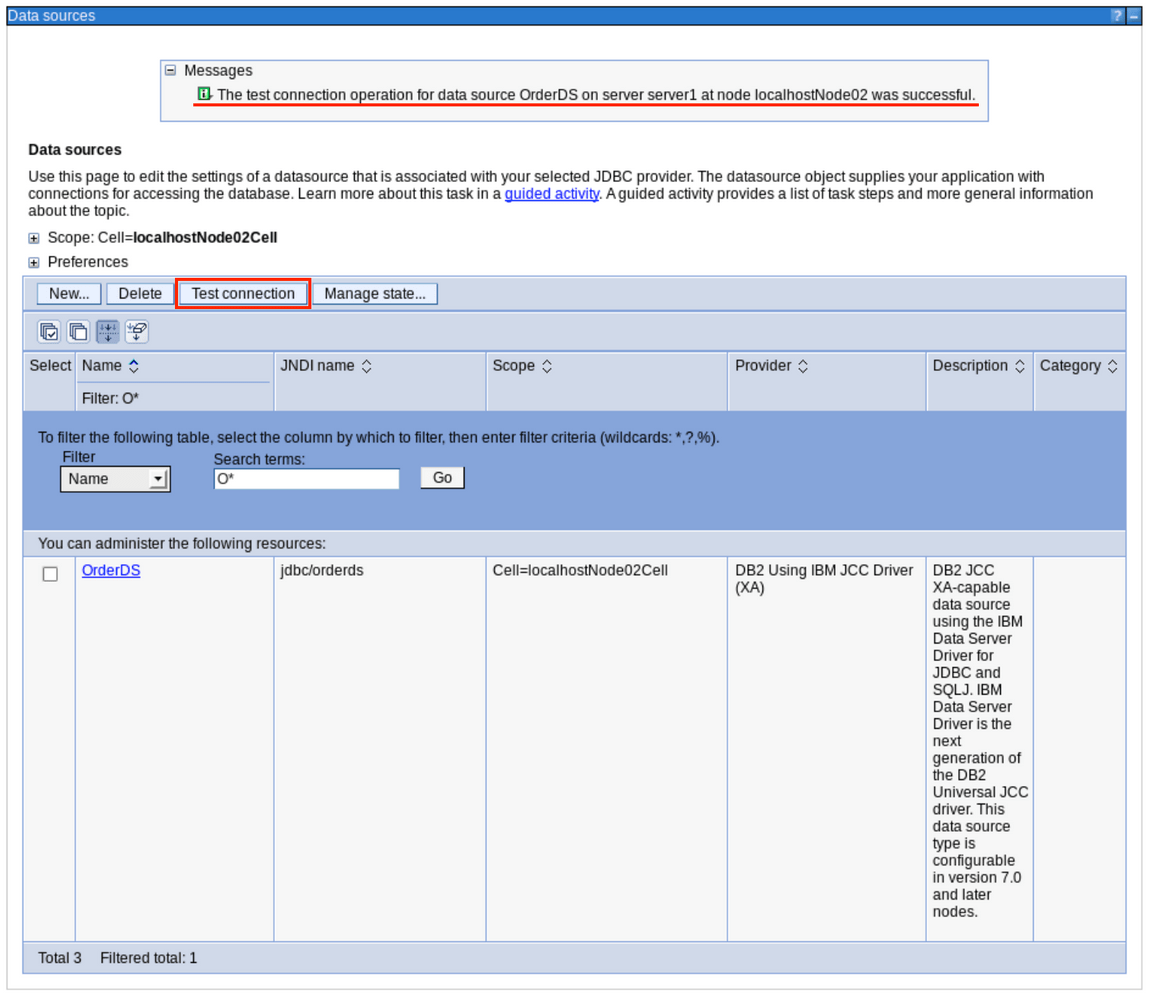 Data sources
? –
Messages
The test connection operation for data source OrderDS on server server1 at node localhostNode02 was successful.
Data sources
Use this page to edit the settings of a datasource that is associated with your selected JDBC provider. The datasource object supplies your application with
connections for accessing the database. Learn more about this task in a guided activity. A guided activity provides a list of task steps and more general information
about the topic.
Scope: Cell=localhostNode02Cell
Preferences
New... Delete Test connection Manage state...
Select Name JNDI name Scope Provider Description Category
Filter: O*
To filter the following table, select the column by which to filter, then enter filter criteria (wildcards: *,?,%).
Filter Search terms:
Name O* Go
You can administer the following resources:
OrderDS jdbc/orderds Cell=localhostNode02Cell DB2 Using IBM JCC Driver DB2 JCC
(XA) XA-capable
data source
using the IBM
Data Server
Driver for
JDBC and
SQLJ. IBM
Data Server
Driver is the
next
generation of
the DB2
Universal JCC
driver. This
data source
type is
configurable
in version 7.0
and later
nodes.
Total 3 Filtered total: 1